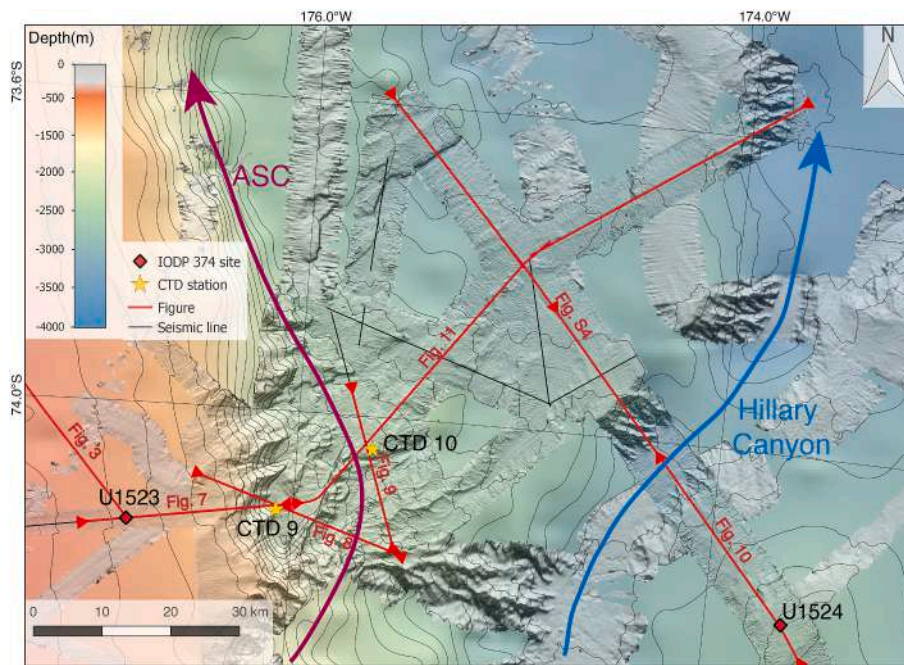 176.0°W
174.0°W
Depth(m)
0
-500
-1000
-1500
-2000
-2500
-3000
-3500
-4000
N
73.6°S
ASC
IODP 374 site
CTD station
Figure
Seismic line
Fig. 11
Fig. S4
74.0°S
Hillary
Canyon
CTD 10
Fig. 3
Fig. 9
U1523
Fig. 7
CTD 9
Fig. 8
Fig. 10
0 10 20 30 km
U1524